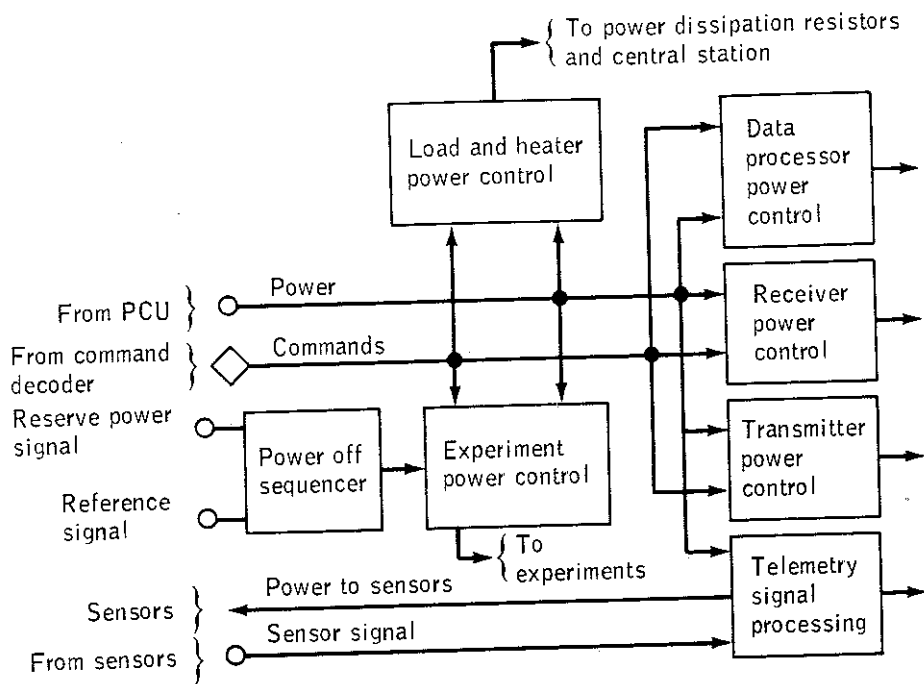 To power dissipation resistors
and central station
Load and heater
power control
Data
processor
power
control
From PCU
Power
Receiver
power
control
From command
decoder
Commands
Reserve power
signal
Power off
sequencer
Experiment
power control
Transmitter
power
control
Reference
signal
To
experiments
Sensors
Power to sensors
Telemetry
signal
processing
From sensors
Sensor signal